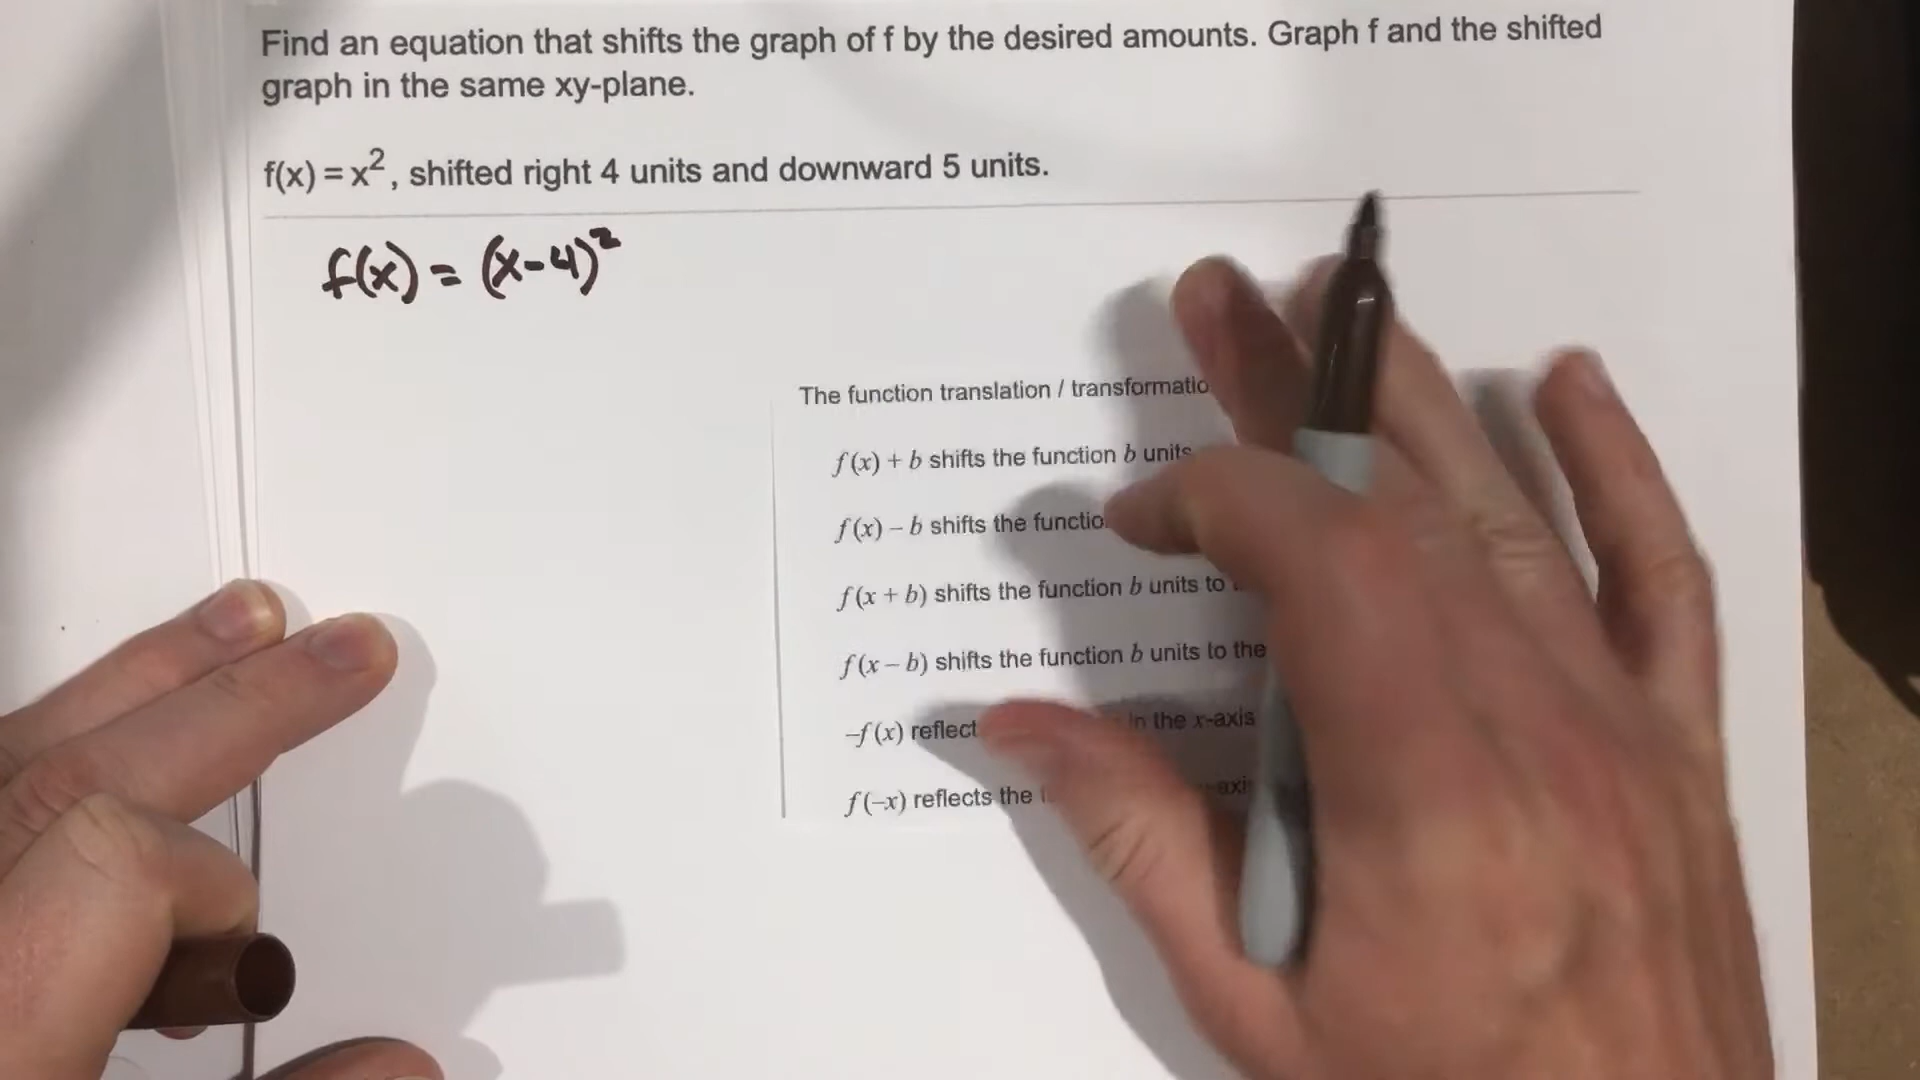 Find an equation that shifts the graph of f by the desired amounts. Graph f and the shifted
graph in the same xy-plane.
f(x) = x², shifted right 4 units and downward 5 units.
f(x) = (x-4)²
The function translation /
f (x) + b shifts the function b units
f (x) – b shifts the
f (x + b) shifts the function b units to
f (x – b) shifts the function b units to the
–f (x) in the x-axis
f (–x) reflects the